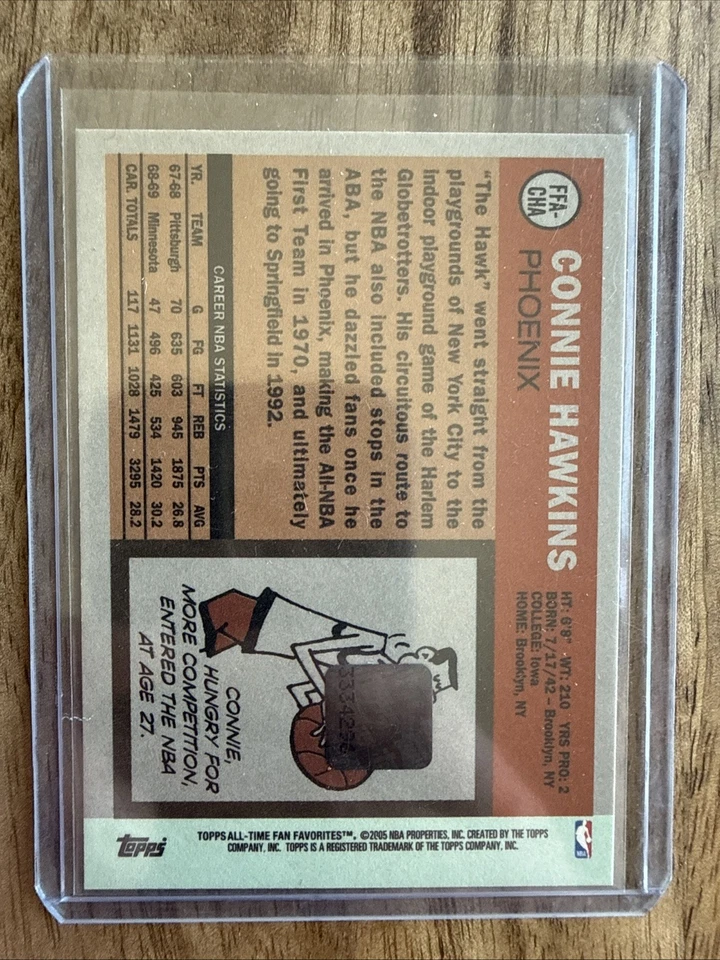 FFA-
CHA
CONNIE HAWKINS
PHOENIX
HT: 6'8" WT: 210 YRS PRO: 2
BORN: 7/17/42 – Brooklyn, NY
COLLEGE: Iowa
HOME: Brooklyn, NY
"The Hawk" went straight from the
playgrounds of New York City to the
indoor playground game of the Harlem
Globetrotters. His circuitous route to
the NBA also included stops in the
ABA, but he dazzled fans once he
arrived in Phoenix, making the All-NBA
First Team in 1970, and ultimately
going to Springfield in 1992.
CAREER NBA STATISTICS
YR. TEAM G FG FT REB PTS AVG
67-68 Pittsburgh 70 635 603 945 1875 26.8
68-69 Minnesota 47 496 425 534 1420 30.2
CAR. TOTALS 117 1131 1028 1479 3295 28.2
CONNIE,
HUNGRY FOR
MORE COMPETITION,
ENTERED THE NBA
AT AGE 27.
NBA
TOPPS ALL-TIME FAN FAVORITES™. ©2005 NBA PROPERTIES, INC. CREATED BY THE TOPPS
COMPANY, INC. TOPPS IS A REGISTERED TRADEMARK OF THE TOPPS COMPANY, INC.
topps